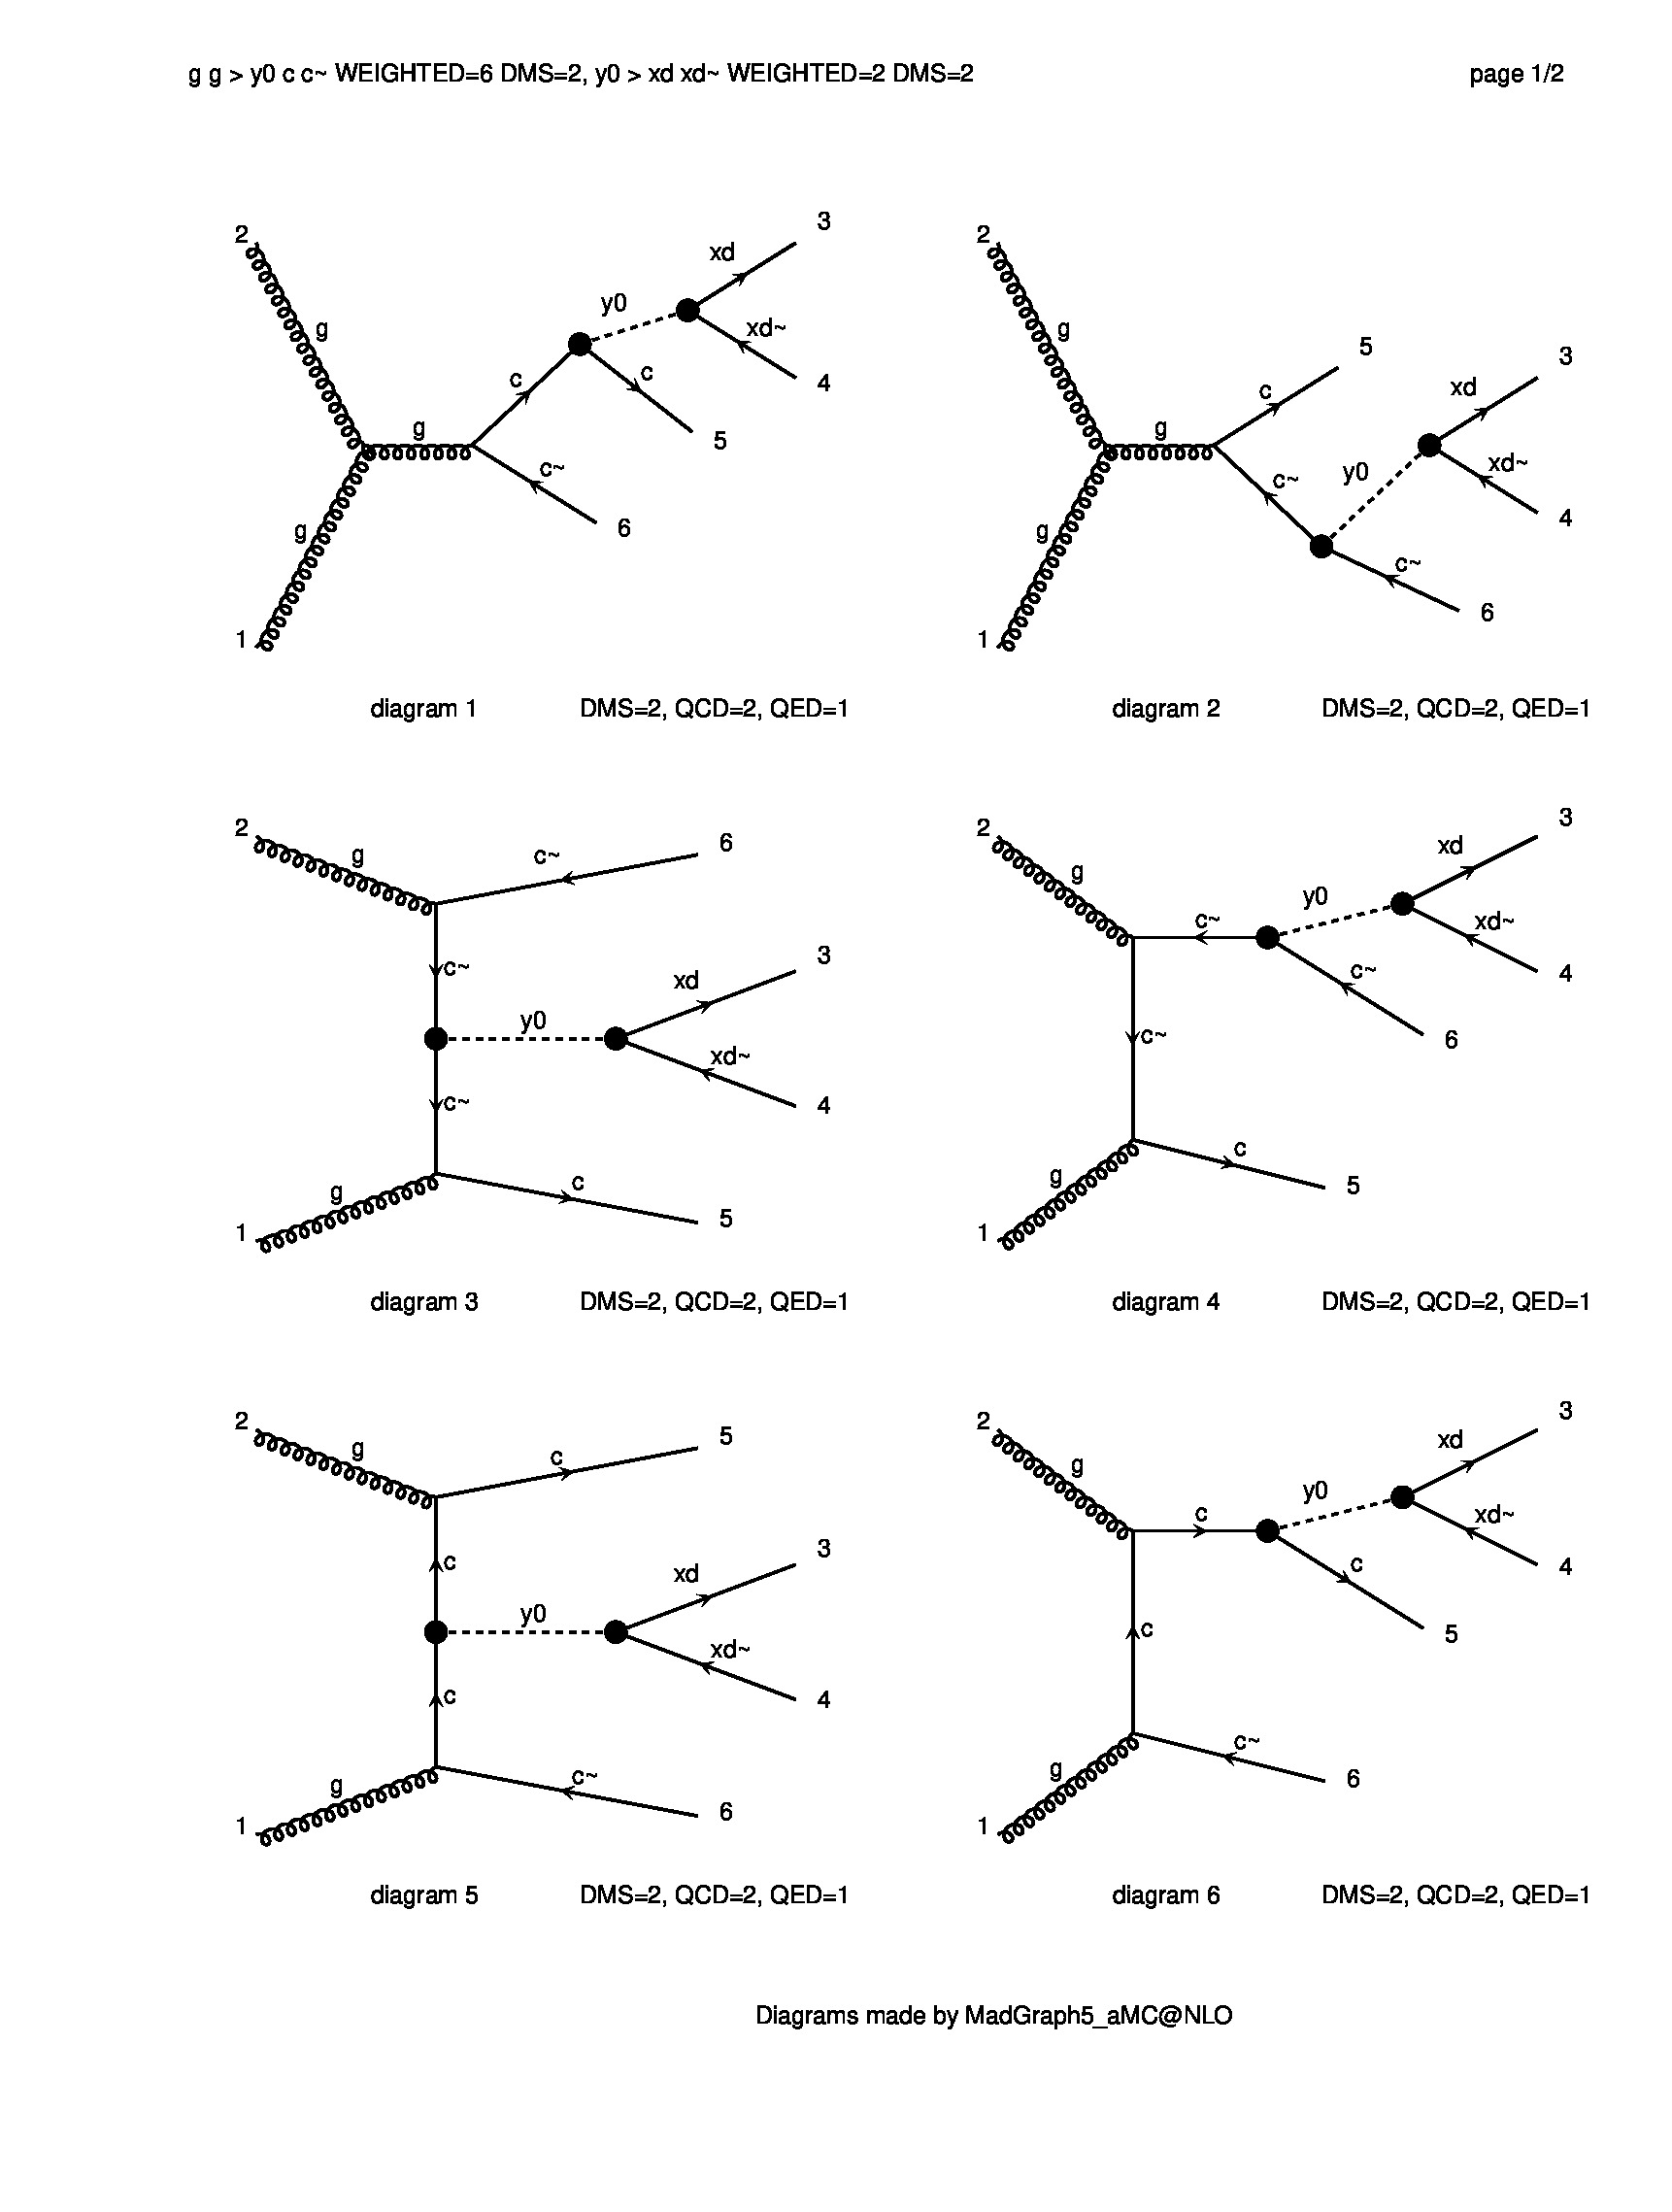 g g > y0 c c~ WEIGHTED=6 DMS=2, y0 > xd xd~ WEIGHTED=2 DMS=2 page 1/2
2
g
g
1
g
c
c~
6
y0
c
5
xd
3
xd~
4
diagram 1 DMS=2, QCD=2, QED=1
2
g
g
1
g
c
5
c~
y0
c~
6
xd
3
xd~
4
diagram 2 DMS=2, QCD=2, QED=1
2
g
c~
6
c~
y0
xd
3
xd~
4
c~
g
1
c
5
diagram 3 DMS=2, QCD=2, QED=1
2
g
c~
y0
xd
3
xd~
4
c~
6
c~
g
1
c
5
diagram 4 DMS=2, QCD=2, QED=1
2
g
c
5
c
y0
xd
3
xd~
4
c
g
1
c~
6
diagram 5 DMS=2, QCD=2, QED=1
2
g
c
y0
xd
3
xd~
4
c
5
c
g
1
c~
6
diagram 6 DMS=2, QCD=2, QED=1
Diagrams made by MadGraph5_aMC@NLO